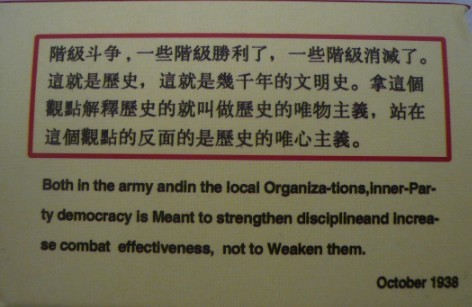 階級斗争,一些階級勝利了，一些階級消滅了。
這就是歷史，這就是幾千年的文明史。拿這個
觀點解釋歷史的就叫做歷史的唯物主義，站在
這個觀點的反面的是歷史的唯心主義。
Both in the army andin the local Organiza-tions,inner-Par-
ty democracy is Meant to strengthen disciplineand increa-
se combat effectiveness, not to Weaken them.
October 1938